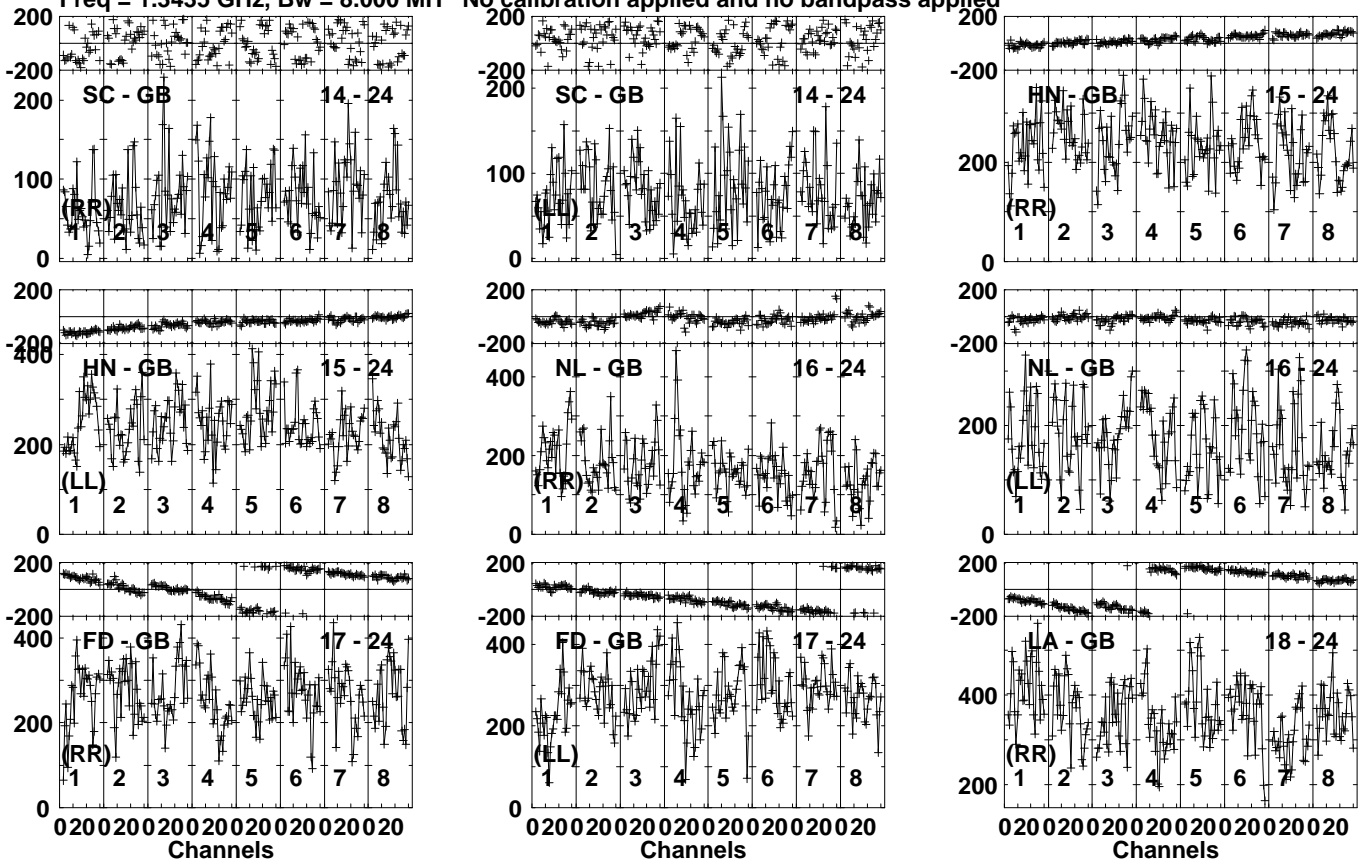 Freq = 1.3435 GHz, Bw = 8.000 MH No calibration applied and no bandpass applied
200 200 200
-200 -200 -200
SC - GB 14 - 24 SC - GB 14 - 24 HN - GB 15 - 24
200 200 200
100 100
(RR) (LL) (RR)
1 2 3 4 5 6 7 8 1 2 3 4 5 6 7 8 1 2 3 4 5 6 7 8
0 0 0
200 200 200
-200 -200 -200
400 400
HN - GB 15 - 24 NL - GB 16 - 24 NL - GB 16 - 24
200 200 200
(LL) (RR) (LL)
1 2 3 4 5 6 7 8 1 2 3 4 5 6 7 8 1 2 3 4 5 6 7 8
0 0 0
200 200 200
-200 -200 -200
FD - GB 17 - 24 FD - GB 17 - 24 LA - GB 18 - 24
400 400 400
200 200 200
(RR) (LL) (RR)
1 2 3 4 5 6 7 8 1 2 3 4 5 6 7 8 1 2 3 4 5 6 7 8
0 0
0 20 0 20 0 20 0 20 0 20 0 20 0 20 0 20 0 20 0 20 0 20 0 20 0 20 0 20 0 20 0 20 0 20 0 20 0 20 0 20 0 20 0 20 0 20 0 20
Channels Channels Channels